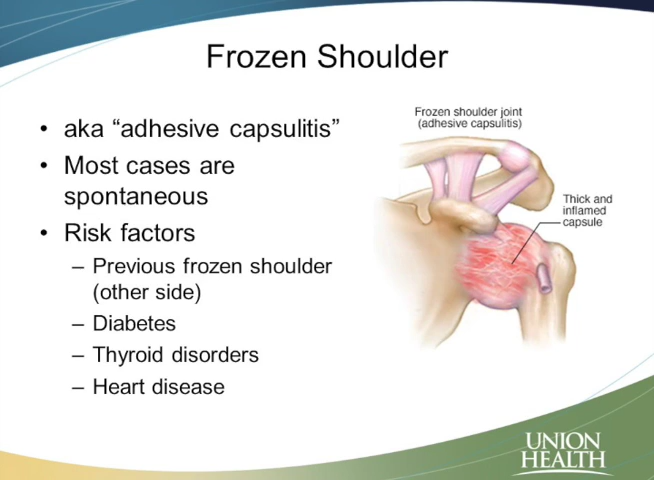 Frozen Shoulder
• aka “adhesive capsulitis”
• Most cases are
spontaneous
• Risk factors
– Previous frozen shoulder
(other side)
– Diabetes
– Thyroid disorders
– Heart disease
Frozen shoulder joint
(adhesive capsulitis)
Thick and
inflamed
capsule
UNION
HEALTH